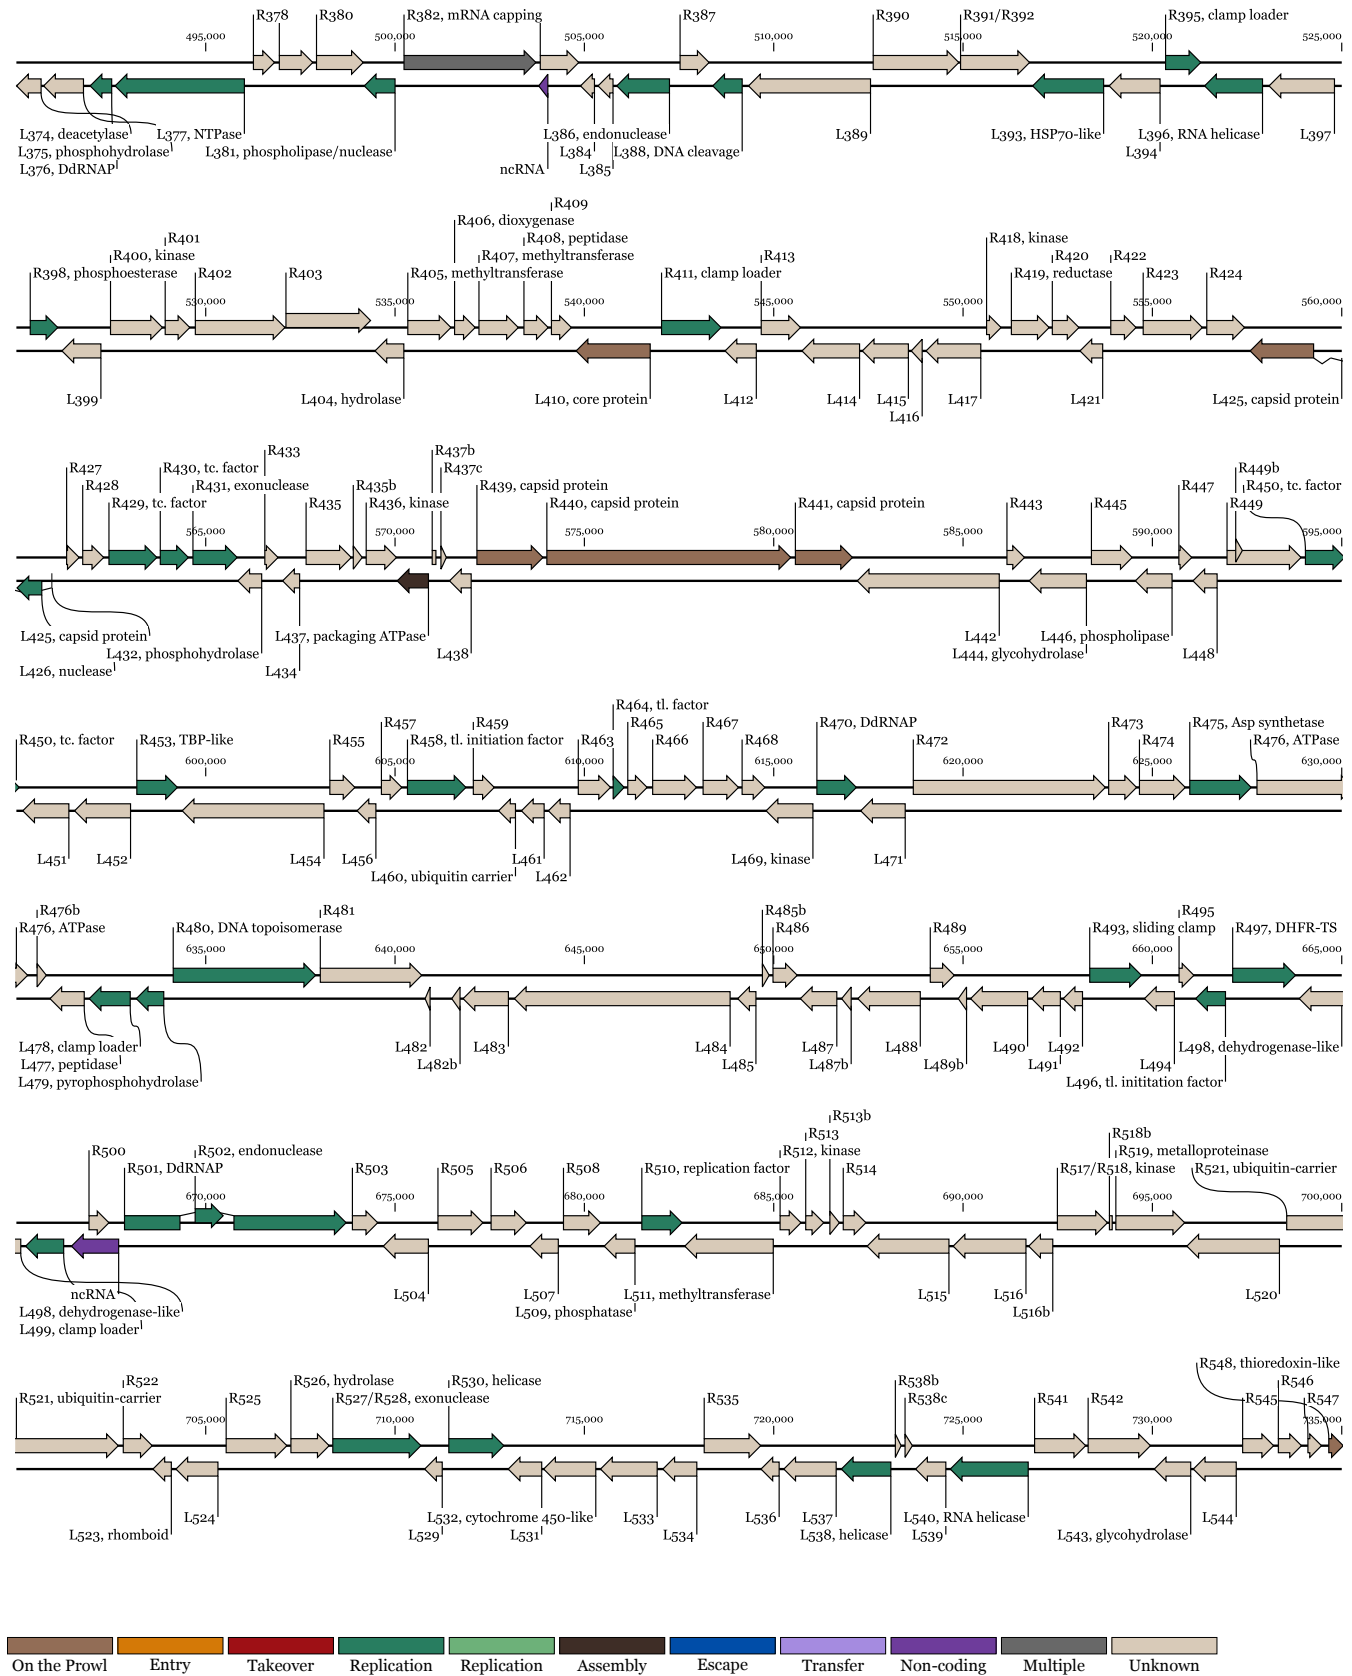 R378 R380 R382, mRNA capping R387 R390 R391/R392 R395, clamp loader
495,000 500,000 505,000 510,000 515,000 520,000 525,000
L374, deacetylase L377, NTPase L386, endonuclease L389 L393, HSP70-like L396, RNA helicase L397
L375, phosphohydrolase L381, phospholipase/nuclease L384 L388, DNA cleavage L394
L376, DdRNAP ncRNA L385
R409
R406, dioxygenase
R401 R408, peptidase R418, kinase
R400, kinase R407, methyltransferase R413 R420 R422
R398, phosphoesterase R402 R403 R405, methyltransferase R411, clamp loader R419, reductase R423 R424
530,000 535,000 540,000 545,000 550,000 555,000 560,000
L399 L404, hydrolase L410, core protein L412 L414 L415 L417 L421 L425, capsid protein
L416
R433 R437b
R427 R430, tc. factor R437c R449b
R428 R431, exonuclease R435b R439, capsid protein R447 R450, tc. factor
R429, tc. factor R435 R436, kinase R440, capsid protein R441, capsid protein R443 R445 R449
565,000 570,000 575,000 580,000 585,000 590,000 595,000
L425, capsid protein L437, packaging ATPase L442 L446, phospholipase
L432, phosphohydrolase L438 L444, glycohydrolase L448
L426, nuclease L434
R464, tl. factor
R457 R459 R465 R467 R470, DdRNAP R473 R475, Asp synthetase
R450, tc. factor R453, TBP-like R455 R458, tl. initiation factor R463 R466 R468 R472 R474 R476, ATPase
600,000 605,000 610,000 615,000 620,000 625,000 630,000
L451 L452 L454 L456 L461 L469, kinase L471
L460, ubiquitin carrier L462
R476b R481 R485b R495
R476, ATPase R480, DNA topoisomerase R486 R489 R493, sliding clamp R497, DHFR-TS
635,000 640,000 645,000 650,000 655,000 660,000 665,000
L478, clamp loader L482 L483 L484 L487 L488 L490 L492 L498, dehydrogenase-like
L477, peptidase L482b L485 L487b L489b L491 L494
L479, pyrophosphohydrolase L496, tl. inititation factor
R513b
R513 R518b
R500 R502, endonuclease R512, kinase R519, metalloproteinase
R501, DdRNAP R503 R505 R506 R508 R510, replication factor R514 R517/R518, kinase R521, ubiquitin-carrier
670,000 675,000 680,000 685,000 690,000 695,000 700,000
ncRNA L504 L507 L511, methyltransferase L515 L516 L520
L498, dehydrogenase-like L509, phosphatase L516b
L499, clamp loader
R548, thioredoxin-like
R522 R526, hydrolase R530, helicase R538b R546
R521, ubiquitin-carrier R525 R527/R528, exonuclease R535 R538c R541 R542 R545 R547
705,000 710,000 715,000 720,000 725,000 730,000 735,000
L524 L532, cytochrome 450-like L533 L536 L537 L540, RNA helicase L544
L523, rhomboid L529 L531 L534 L538, helicase L539 L543, glycohydrolase
On the Prowl Entry Takeover Replication Replication Assembly Escape Transfer Non-coding Multiple Unknown